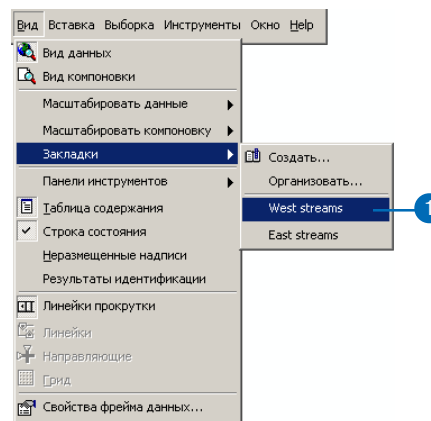 Вид Вставка Выборка Инструменты Окно Help
Вид данных
Вид компоновки
Масштабировать данные
Масштабировать компоновку
Закладки
Создать...
Панели инструментов
Организовать...
Таблица содержания
West streams
1
Строка состояния
East streams
Неразмещенные надписи
Результаты идентификации
Линейки прокрутки
Линейки
Направляющие
Грид
Свойства фрейма данных...